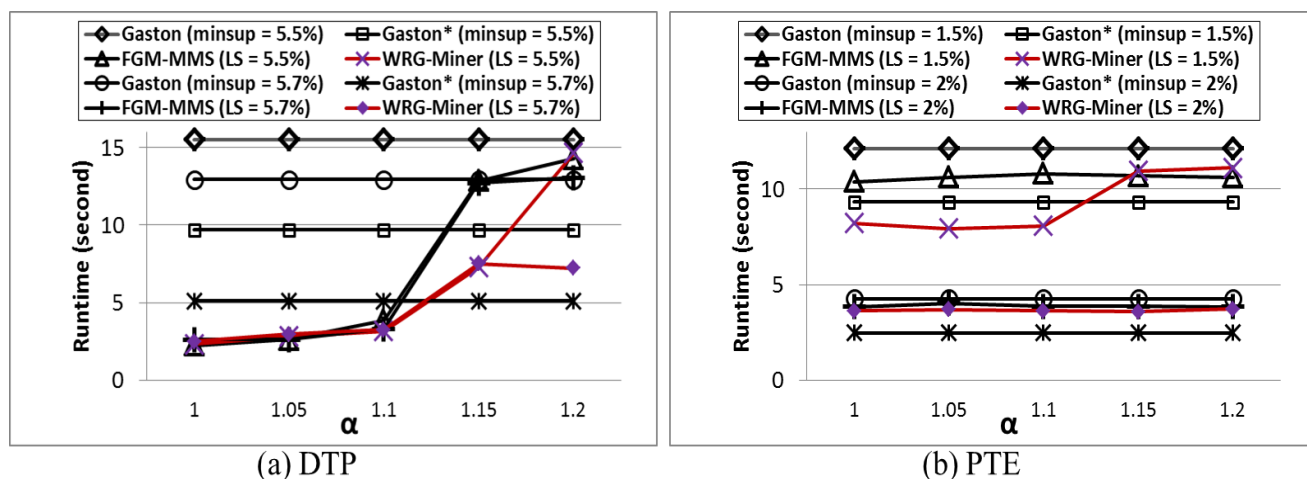 Gaston (minsup = 5.5%) Gaston* (minsup = 5.5%)
FGM-MMS (LS = 5.5%) WRG-Miner (LS = 5.5%)
Gaston (minsup = 5.7%) Gaston* (minsup = 5.7%)
FGM-MMS (LS = 5.7%) WRG-Miner (LS = 5.7%)
15
10
5
0
Runtime (second)
1 1.05 1.1 1.15 1.2
α
(a) DTP
Gaston (minsup = 1.5%) Gaston* (minsup = 1.5%)
FGM-MMS (LS = 1.5%) WRG-Miner (LS = 1.5%)
Gaston (minsup = 2%) Gaston* (minsup = 2%)
FGM-MMS (LS = 2%) WRG-Miner (LS = 2%)
10
5
0
Runtime (second)
1 1.05 1.1 1.15 1.2
α
(b) PTE